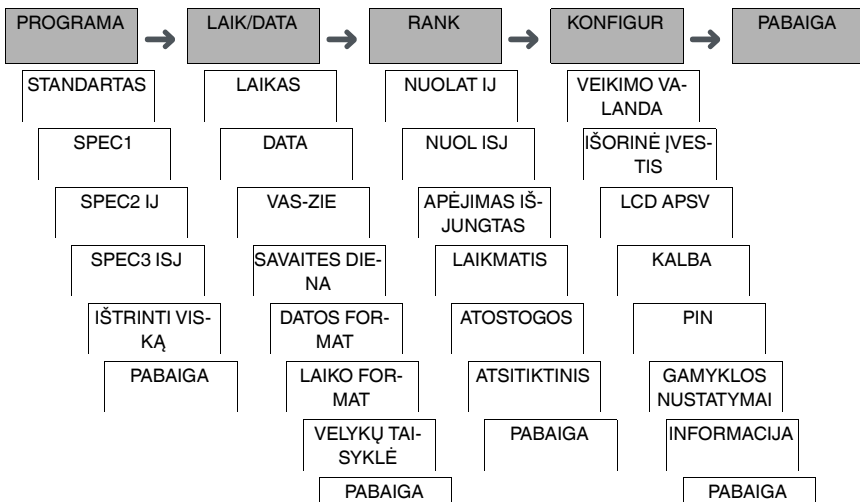 PROGRAMA
LAIK/DATA
RANK
KONFIGUR
PABAIGA
STANDARTAS
SPEC1
SPEC2 IJ
SPEC3 ISJ
IŠTRINTI VIS-
KĄ
PABAIGA
LAIKAS
DATA
VAS-ZIE
SAVAITES DIE-
NA
DATOS FOR-
MAT
LAIKO FOR-
MAT
VELYKŲ TAI-
SYKLĖ
PABAIGA
NUOLAT IJ
NUOL ISJ
APĖJIMAS IŠ-
JUNGTAS
LAIKMATIS
ATOSTOGOS
ATSITIKTINIS
PABAIGA
VEIKIMO VA-
LANDA
IŠORINĖ ĮVES-
TIS
LCD APSV
KALBA
PIN
GAMYKLOS
NUSTATYMAI
INFORMACIJA
PABAIGA